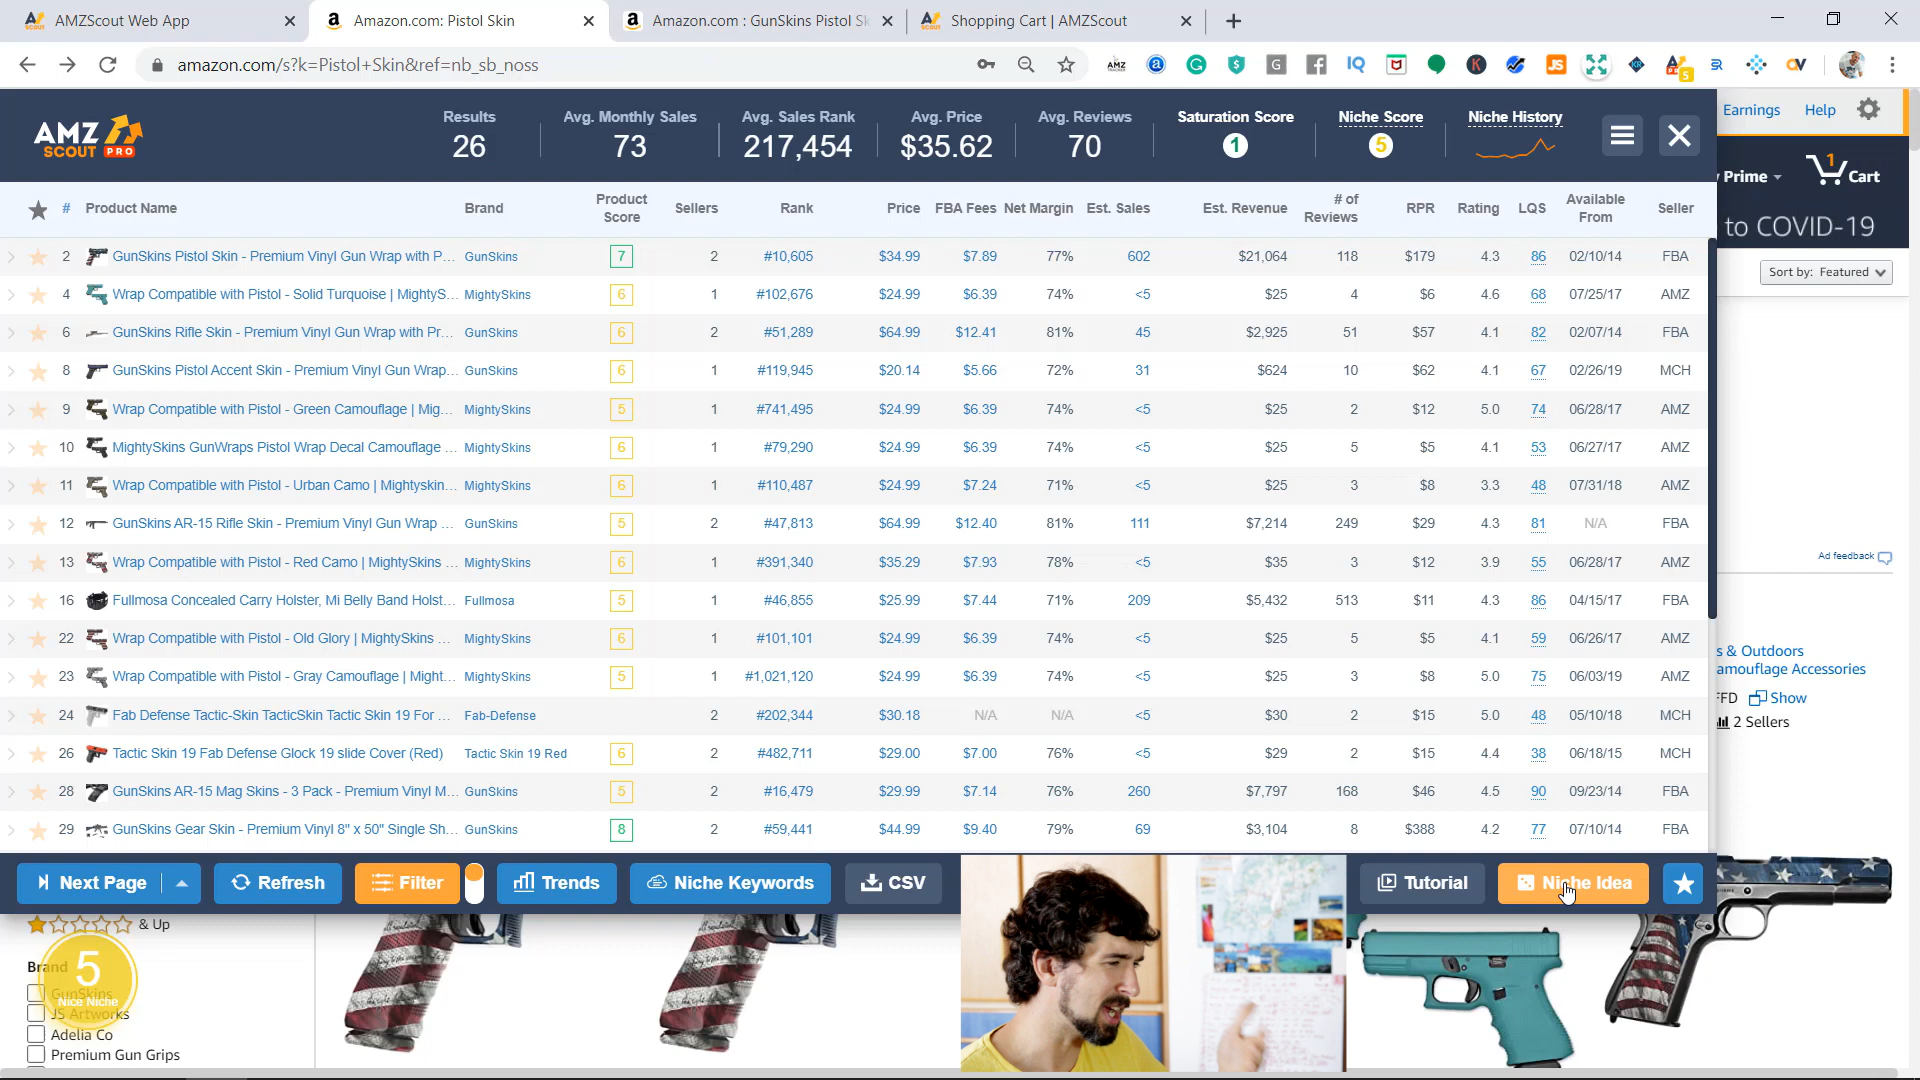 AMZScout Web App
Amazon.com: Pistol Skin
Amazon.com : GunSkins Pistol Sk
Shopping Cart | AMZScout
amazon.com/s?k=Pistol+Skin&ref=nb_sb_noss
AMZ SCOUT PRO
Results 26
Avg. Monthly Sales 73
Avg. Sales Rank 217,454
Avg. Price $35.62
Avg. Reviews 70
Saturation Score 1
Niche Score 5
Niche History
Earnings Help
Prime
1 Cart
to COVID-19
Sort by: Featured
# Product Name Brand Product Score Sellers Rank Price FBA Fees Net Margin Est. Sales Est. Revenue # of Reviews RPR Rating LQS Available From Seller
2 GunSkins Pistol Skin - Premium Vinyl Gun Wrap with P... GunSkins 7 2 #10,605 $34.99 $7.89 77% 602 $21,064 118 $179 4.3 86 02/10/14 FBA
4 Wrap Compatible with Pistol - Solid Turquoise | MightyS... MightySkins 6 1 #102,676 $24.99 $6.39 74% <5 $25 4 $6 4.6 68 07/25/17 AMZ
6 GunSkins Rifle Skin - Premium Vinyl Gun Wrap with Pr... GunSkins 6 2 #51,289 $64.99 $12.41 81% 45 $2,925 51 $57 4.1 82 02/07/14 FBA
8 GunSkins Pistol Accent Skin - Premium Vinyl Gun Wrap... GunSkins 6 1 #119,945 $20.14 $5.66 72% 31 $624 10 $62 4.1 67 02/26/19 MCH
9 Wrap Compatible with Pistol - Green Camouflage | Mig... MightySkins 5 1 #741,495 $24.99 $6.39 74% <5 $25 2 $12 5.0 74 06/28/17 AMZ
10 MightySkins GunWraps Pistol Wrap Decal Camouflage ... MightySkins 6 1 #79,290 $24.99 $6.39 74% <5 $25 5 $5 4.1 53 06/27/17 AMZ
11 Wrap Compatible with Pistol - Urban Camo | Mightyskin... MightySkins 6 1 #110,487 $24.99 $7.24 71% <5 $25 3 $8 3.3 48 07/31/18 AMZ
12 GunSkins AR-15 Rifle Skin - Premium Vinyl Gun Wrap ... GunSkins 5 2 #47,813 $64.99 $12.40 81% 111 $7,214 249 $29 4.3 81 N/A FBA
13 Wrap Compatible with Pistol - Red Camo | MightySkins ... MightySkins 6 1 #391,340 $35.29 $7.93 78% <5 $35 3 $12 3.9 55 06/28/17 AMZ
16 Fullmosa Concealed Carry Holster, Mi Belly Band Holst... Fullmosa 5 1 #46,855 $25.99 $7.44 71% 209 $5,432 513 $11 4.3 86 04/15/17 FBA
22 Wrap Compatible with Pistol - Old Glory | MightySkins ... MightySkins 6 1 #101,101 $24.99 $6.39 74% <5 $25 5 $5 4.1 59 06/26/17 AMZ
23 Wrap Compatible with Pistol - Gray Camouflage | Might... MightySkins 5 1 #1,021,120 $24.99 $6.39 74% <5 $25 3 $8 5.0 75 06/03/19 AMZ
24 Fab Defense Tactic-Skin TacticSkin Tactic Skin 19 For ... Fab-Defense 2 #202,344 $30.18 N/A N/A <5 $30 2 $15 5.0 48 05/10/18 MCH
26 Tactic Skin 19 Fab Defense Glock 19 slide Cover (Red) Tactic Skin 19 Red 6 2 #482,711 $29.00 $7.00 76% <5 $29 2 $15 4.4 38 06/18/15 MCH
28 GunSkins AR-15 Mag Skins - 3 Pack - Premium Vinyl M... GunSkins 5 2 #16,479 $29.99 $7.14 76% 260 $7,797 168 $46 4.5 90 09/23/14 FBA
29 GunSkins Gear Skin - Premium Vinyl 8" x 50" Single Sh... GunSkins 8 2 #59,441 $44.99 $9.40 79% 69 $3,104 8 $388 4.2 77 07/10/14 FBA
Ad feedback
s & Outdoors
amouflage Accessories
FFD Show
2 Sellers
Next Page
Refresh
Filter
Trends
Niche Keywords
CSV
Tutorial
Niche Idea
& Up
Brand
5
Nice Niche
GunSkins
JS Artworks
Adelia Co
Premium Gun Grips